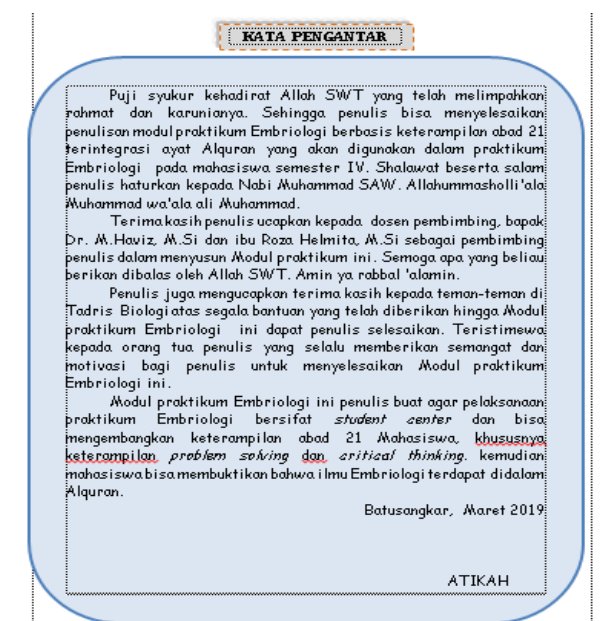 KATA PENGANTAR
Puji syukur kehadirat Allah SWT yang telah melimpahkan
rahmat dan karunianya. Sehingga penulis bisa menyelesaikan
penulisan modul praktikum Embriologi berbasis keterampilan abad 21
terintegrasi ayat Alquran yang akan digunakan dalam praktikum
Embriologi pada mahasiswa semester IV. Shalawat beserta salam
penulis haturkan kepada Nabi Muhammad SAW. Allahummasholli'ala
Muhammad wa'ala ali Muhammad.
Terimakasih penulis ucapkan kepada dosen pembimbing, bapak
Dr. M.Haviz, M.Si dan ibu Roza Helmita, M.Si sebagai pembimbing
penulis dalam menyusun Modul praktikum ini. Semoga apa yang beliau
berikan dibalas oleh Allah SWT. Amin ya rabbal 'alamin.
Penulis juga mengucapkan terima kasih kepada teman-teman di
Tadris Biologiatas segala bantuan yang telah diberikan hingga Modul
praktikum Embriologi ini dapat penulis selesaikan. Teristimewa
kepada orang tua penulis yang selalu memberikan semangat dan
motivasi bagi penulis untuk menyelesaikan Modul praktikum
Embriologi ini.
Modul praktikum Embriologi ini penulis buat agar pelaksanaan
praktikum Embriologi bersifat student center dan bisa
mengembangkan keterampilan abad 21 Mahasiswa, khususnya
keterampilan problem solving dan critical thinking. kemudian
mahasiswa bisa membuktikan bahwa ilmu Embriologi terdapat didalam
Alquran.
Batusangkar, Maret 2019
ATIKAH